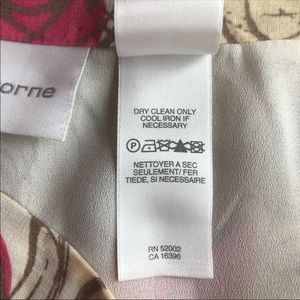 orne
DRY CLEAN ONLY
COOL IRON IF
NECESSARY
P
NETTOYER A SEC
SEULEMENT/ FER
TIEDE, SI NECESSAIRE
RN 52002
CA 16396